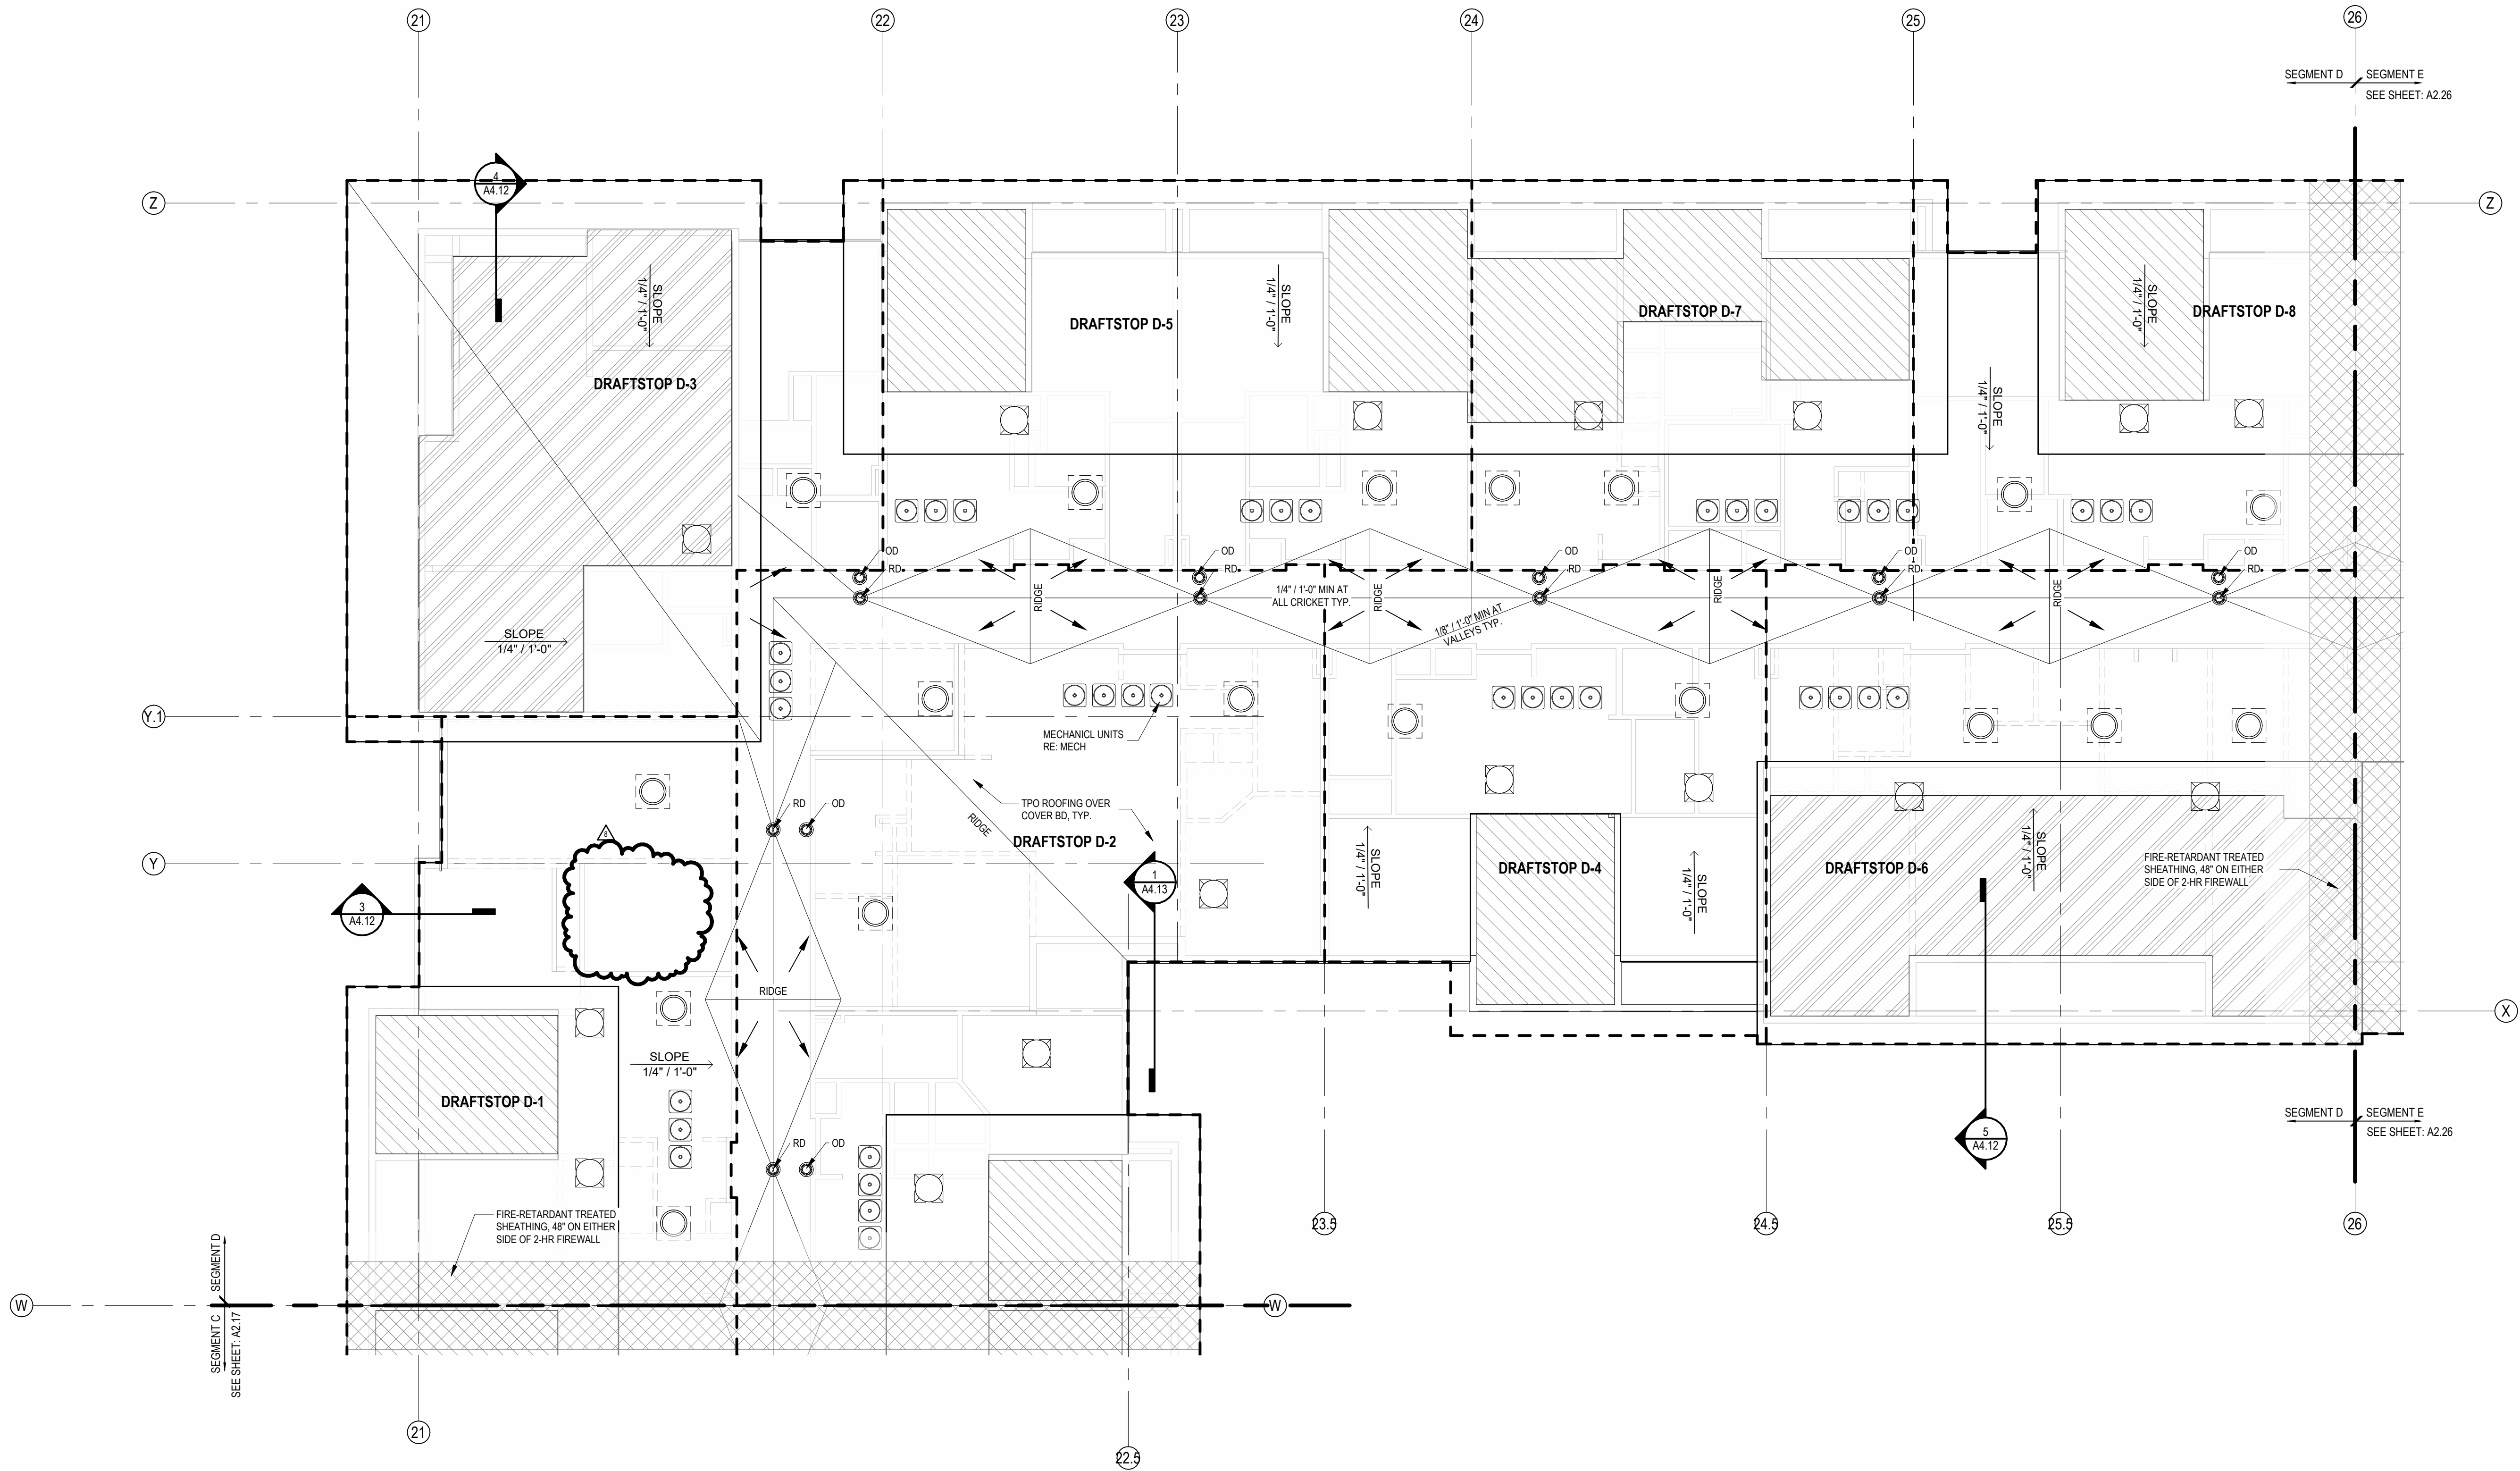 21
22
23
24
25
26
SEGMENT D
SEGMENT E
SEE SHEET: A2.26
4
A4.12
Z
Z
SLOPE
1/4" / 1'-0"
DRAFTSTOP D-3
DRAFTSTOP D-5
SLOPE
1/4" / 1'-0"
DRAFTSTOP D-7
SLOPE
1/4" / 1'-0"
DRAFTSTOP D-8
SLOPE
1/4" / 1'-0"
OD
RD
OD
RD
OD
RD
OD
RD
OD
RD
RIDGE
RIDGE
RIDGE
RIDGE
1/4" / 1'-0" MIN AT
ALL CRICKET TYP.
1/8" / 1'-0" MIN AT
VALLEYS TYP.
SLOPE
1/4" / 1'-0"
Y.1
MECHANICL UNITS
RE: MECH
RD
OD
TPO ROOFING OVER
COVER BD, TYP.
RIDGE
DRAFTSTOP D-2
6
Y
1
A4.13
SLOPE
1/4" / 1'-0"
DRAFTSTOP D-4
SLOPE
1/4" / 1'-0"
DRAFTSTOP D-6
SLOPE
1/4" / 1'-0"
FIRE-RETARDANT TREATED
SHEATHING, 48" ON EITHER
SIDE OF 2-HR FIREWALL
3
A4.12
RIDGE
X
SLOPE
1/4" / 1'-0"
DRAFTSTOP D-1
RD
OD
5
A4.12
SEGMENT D
SEGMENT E
SEE SHEET: A2.26
FIRE-RETARDANT TREATED
SHEATHING, 48" ON EITHER
SIDE OF 2-HR FIREWALL
23.5
24.5
25.5
26
SEGMENT D
SEGMENT C
SEE SHEET: A2.17
W
W
21
22.5